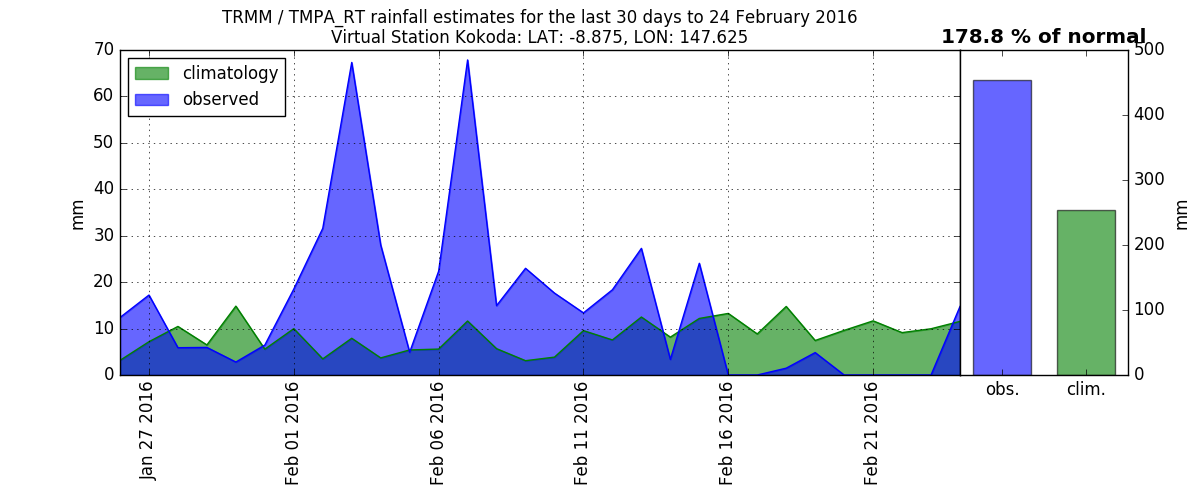 TRMM / TMPA_RT rainfall estimates for the last 30 days to 24 February 2016
Virtual Station Kokoda: LAT: -8.875, LON: 147.625
178.8 % of normal
climatology
observed
70
60
50
40
30
20
10
0
mm
Jan 27 2016
Feb 01 2016
Feb 06 2016
Feb 11 2016
Feb 16 2016
Feb 21 2016
500
400
300
200
100
0
mm
obs.
clim.